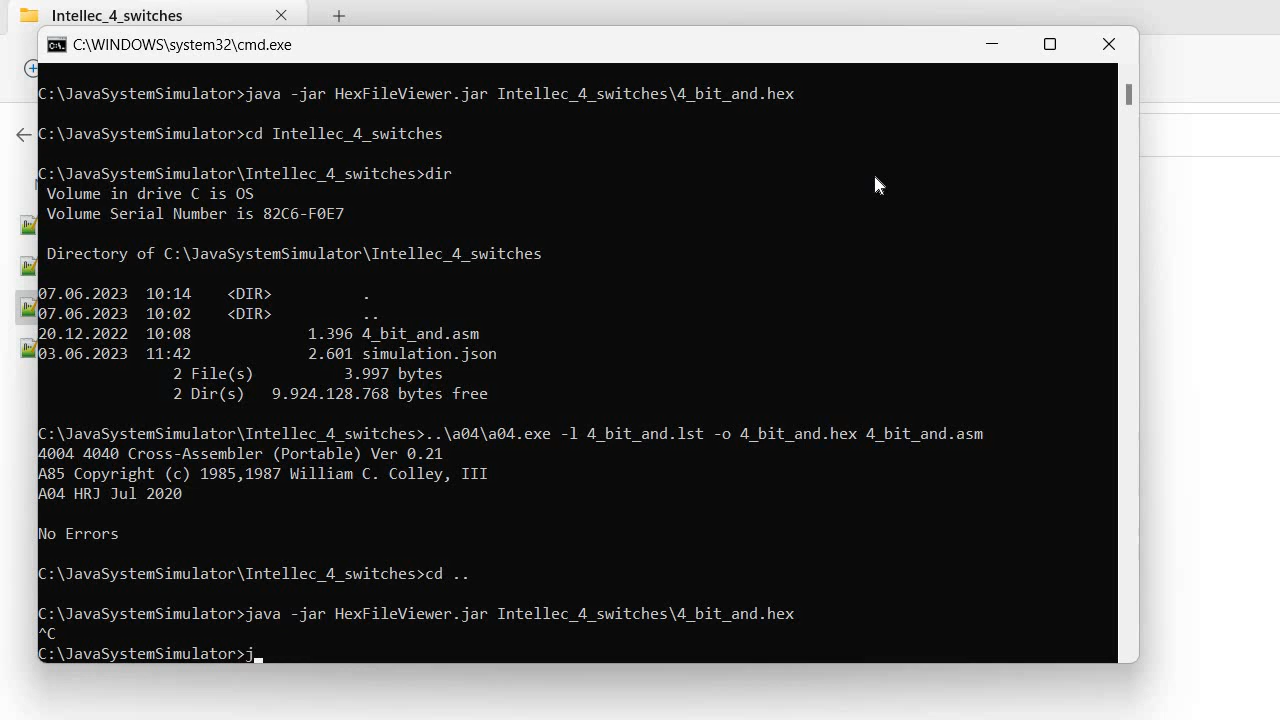 Intellec_4_switches
C:\WINDOWS\system32\cmd.exe
C:\JavaSystemSimulator>java -jar HexFileViewer.jar Intellec_4_switches\4_bit_and.hex
C:\JavaSystemSimulator>cd Intellec_4_switches
C:\JavaSystemSimulator\Intellec_4_switches>dir
Volume in drive C is OS
Volume Serial Number is 82C6-F0E7
Directory of C:\JavaSystemSimulator\Intellec_4_switches
07.06.2023  10:14    <DIR>          .
07.06.2023  10:02    <DIR>          ..
20.12.2022  10:08             1.396 4_bit_and.asm
03.06.2023  11:42             2.601 simulation.json
2 File(s)          3.997 bytes
2 Dir(s)   9.924.128.768 bytes free
C:\JavaSystemSimulator\Intellec_4_switches>..\a04\a04.exe -l 4_bit_and.lst -o 4_bit_and.hex 4_bit_and.asm
4004 4040 Cross-Assembler (Portable) Ver 0.21
A85 Copyright (c) 1985,1987 William C. Colley, III
A04 HRJ Jul 2020
No Errors
C:\JavaSystemSimulator\Intellec_4_switches>cd ..
C:\JavaSystemSimulator>java -jar HexFileViewer.jar Intellec_4_switches\4_bit_and.hex
^C
C:\JavaSystemSimulator>j